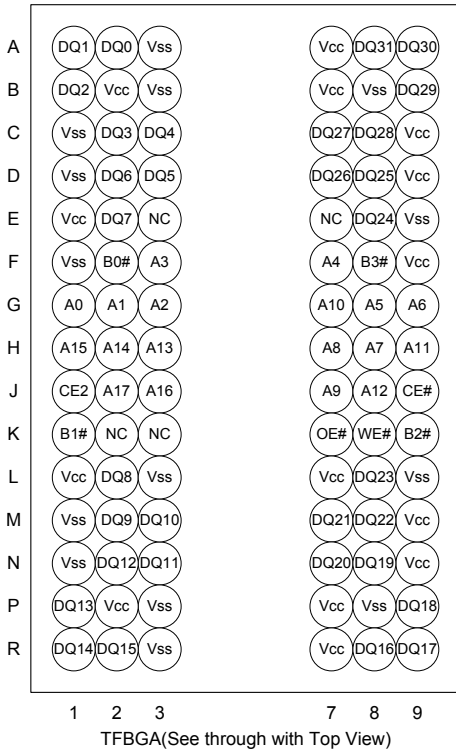 A DQ1 DQ0 Vss Vcc DQ31 DQ30
B DQ2 Vcc Vss Vcc Vss DQ29
C Vss DQ3 DQ4 DQ27 DQ28 Vcc
D Vss DQ6 DQ5 DQ26 DQ25 Vcc
E Vcc DQ7 NC NC DQ24 Vss
F Vss B0# A3 A4 B3# Vcc
G A0 A1 A2 A10 A5 A6
H A15 A14 A13 A8 A7 A11
J CE2 A17 A16 A9 A12 CE#
K B1# NC NC OE# WE# B2#
L Vcc DQ8 Vss Vcc DQ23 Vss
M Vss DQ9 DQ10 DQ21 DQ22 Vcc
N Vss DQ12 DQ11 DQ20 DQ19 Vcc
P DQ13 Vcc Vss Vcc Vss DQ18
R DQ14 DQ15 Vss Vcc DQ16 DQ17
1 2 3 7 8 9
TFBGA(See through with Top View)